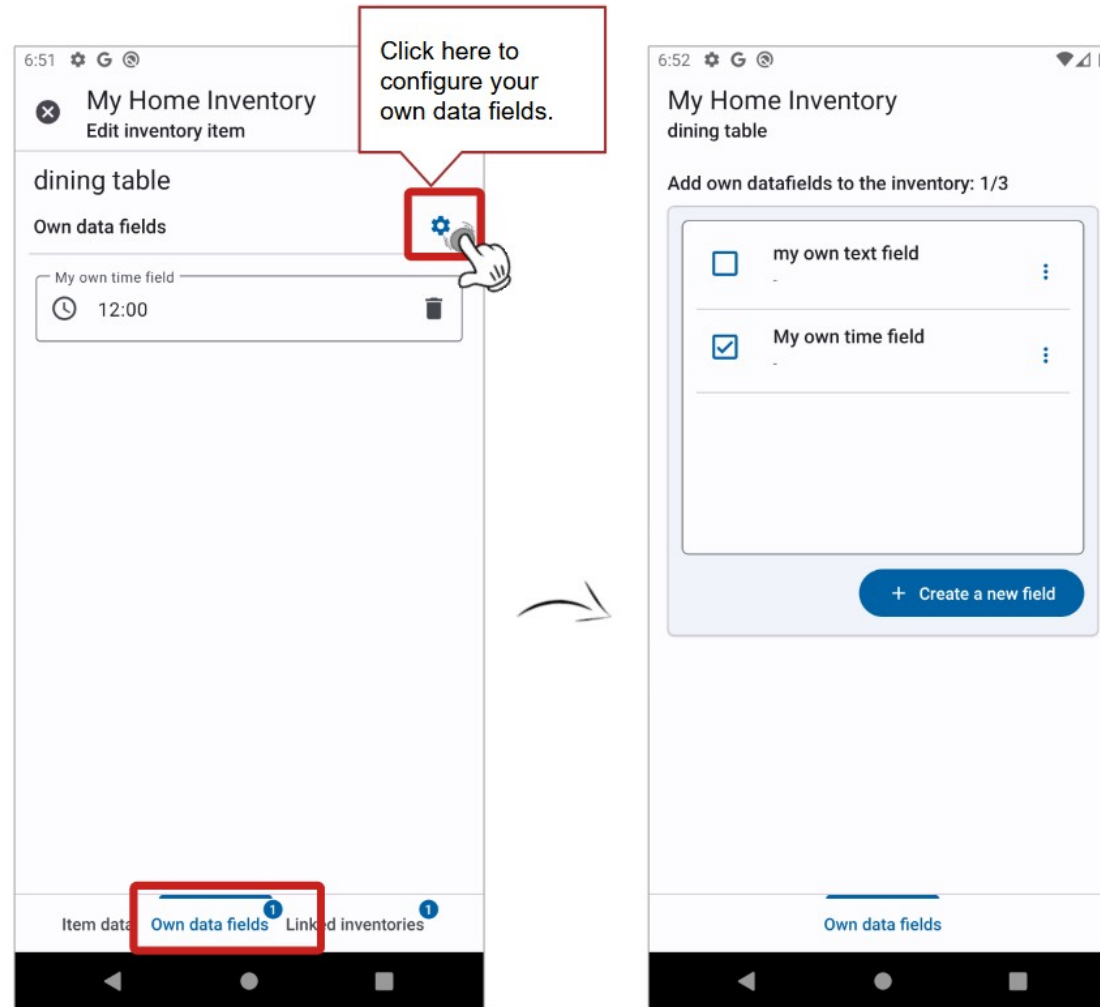 Click here to
configure your
own data fields.
6:51 G
My Home Inventory
Edit inventory item
dining table
Own data fields
My own time field
12:00
Item data Own data fields 1 Linked inventories 1
6:52 G
My Home Inventory
dining table
Add own datafields to the inventory: 1/3
my own text field
-
My own time field
-
+ Create a new field
Own data fields